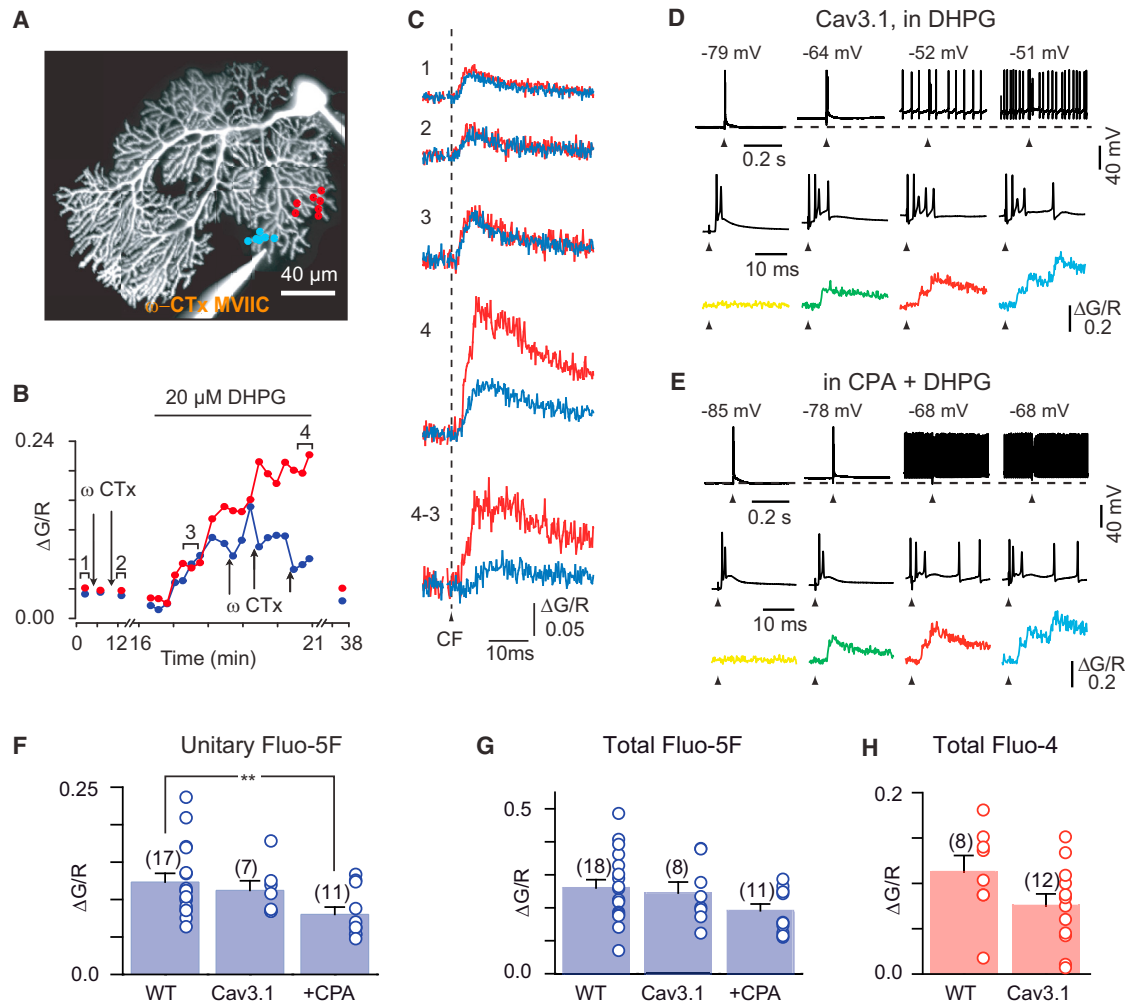 A
ω–CTx MVIIC
40 µm
B
20 µM DHPG
0.24
0.00
ΔG/R
ω CTx
1
2
3
4
ω CTx
0
12
16
21
38
Time (min)
C
1
2
3
4
4-3
CF
10ms
ΔG/R
0.05
D
Cav3.1, in DHPG
-79 mV
-64 mV
-52 mV
-51 mV
0.2 s
40 mV
10 ms
ΔG/R
0.2
E
in CPA + DHPG
-85 mV
-78 mV
-68 mV
-68 mV
0.2 s
40 mV
10 ms
ΔG/R
0.2
F
Unitary Fluo-5F
0.25
0.0
ΔG/R
**
(17)
(7)
(11)
WT
Cav3.1
+CPA
G
Total Fluo-5F
0.5
0.0
ΔG/R
(18)
(8)
(11)
WT
Cav3.1
+CPA
H
Total Fluo-4
0.2
0.0
ΔG/R
(8)
(12)
WT
Cav3.1